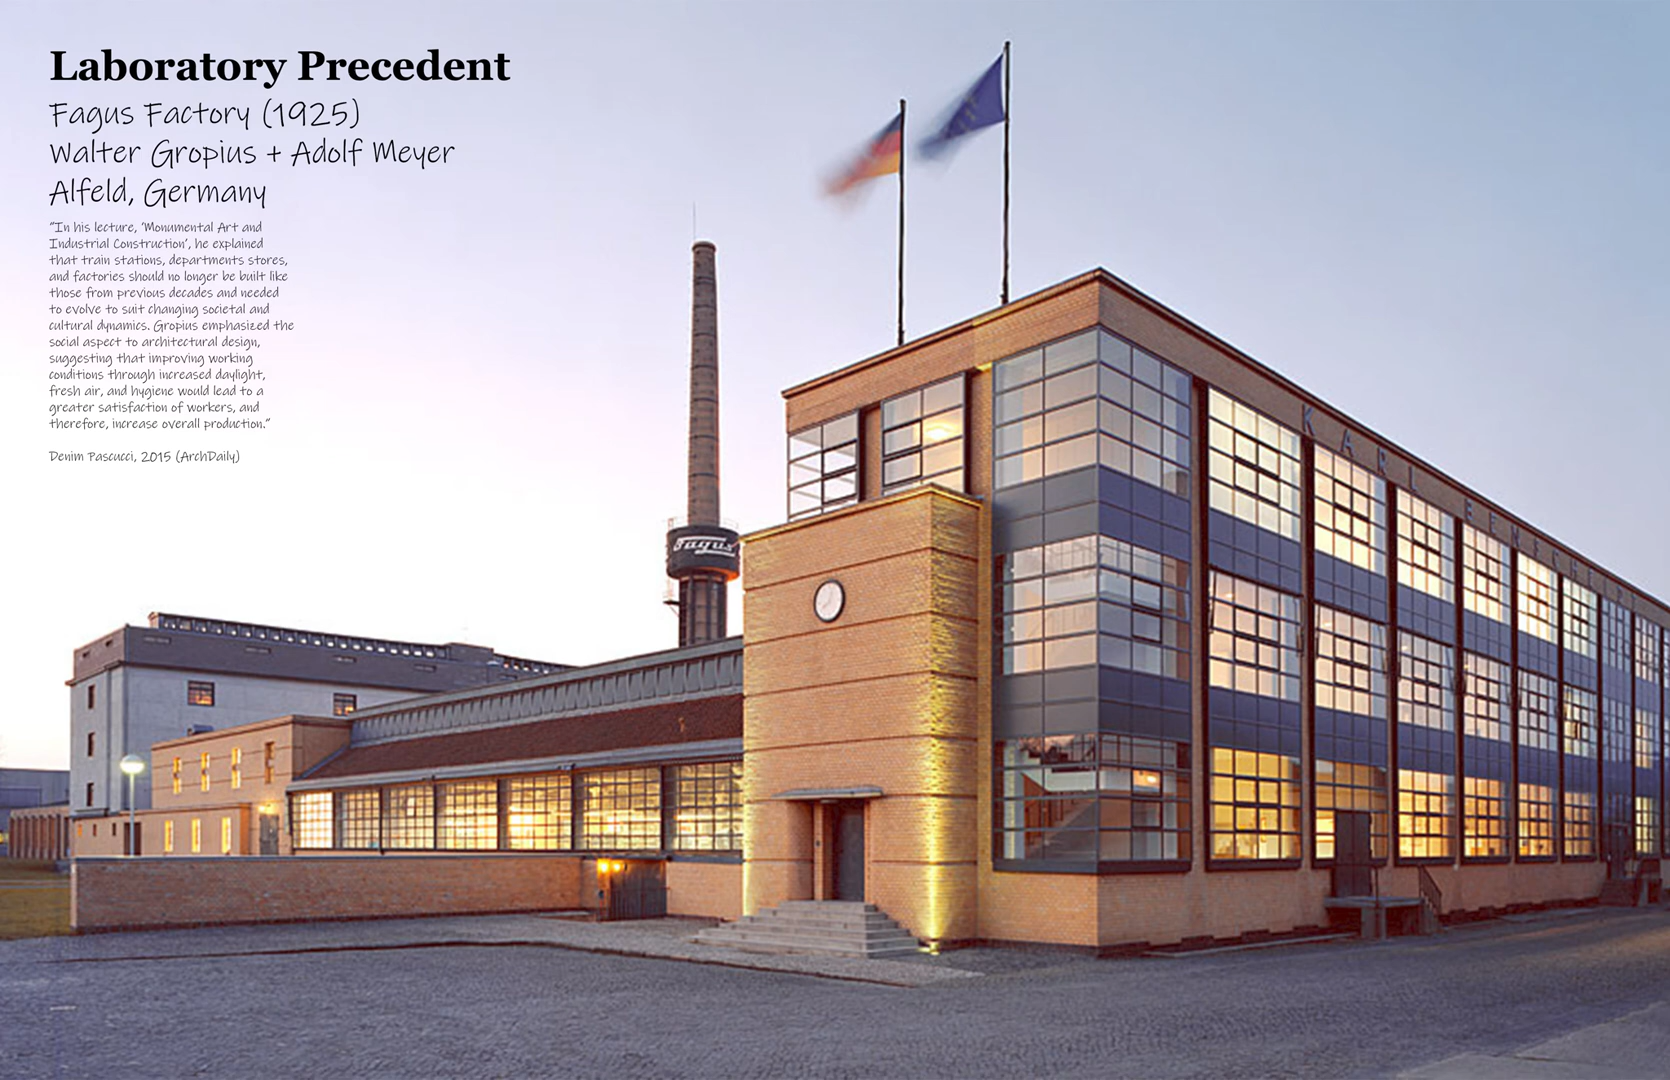 Laboratory Precedent
Fagus Factory (1925)
Walter Gropius + Adolf Meyer
Alfeld, Germany
"In his lecture, 'Monumental Art and
Industrial Construction', he explained
that train stations, departments stores,
and factories should no longer be built like
those from previous decades and needed
to evolve to suit changing societal and
cultural dynamics. Gropius emphasized the
social aspect to architectural design,
suggesting that improving working
conditions through increased daylight,
fresh air, and hygiene would lead to a
greater satisfaction of workers, and
therefore, increase overall production."
Denim Pascucci, 2015 (ArchDaily)
Fagus
KARL